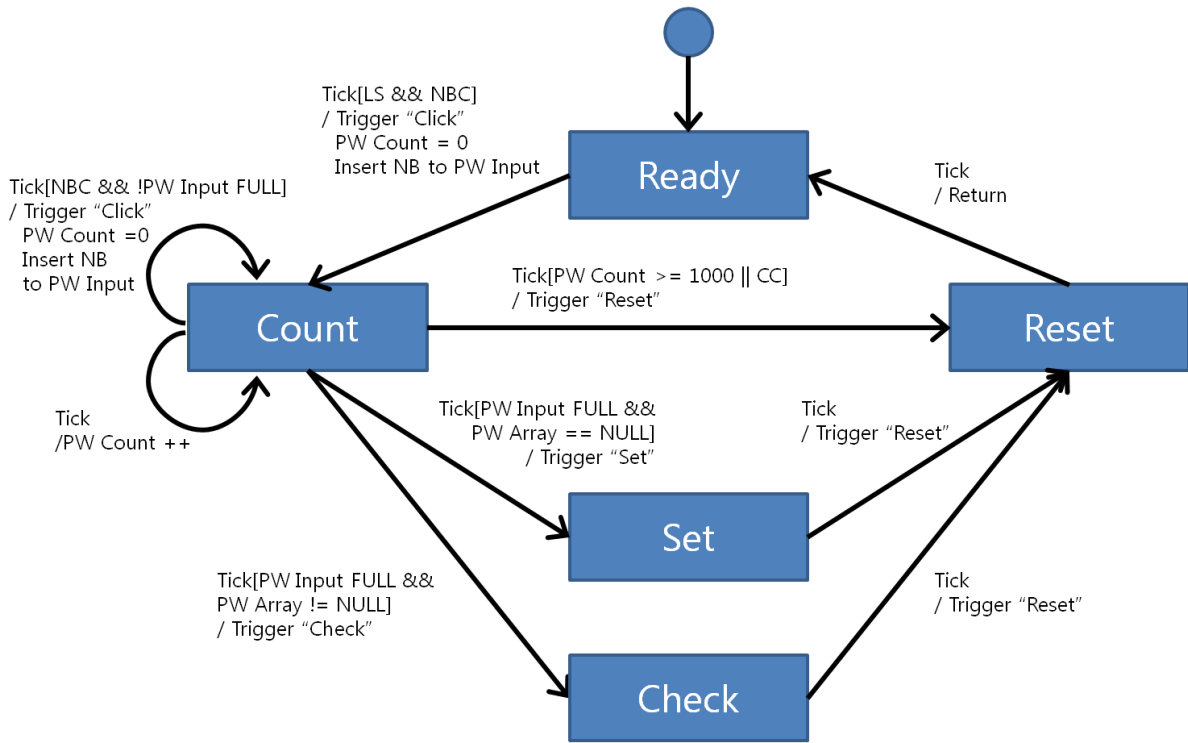 Tick[LS && NBC]
/ Trigger “Click”
PW Count = 0
Insert NB to PW Input
Ready
Tick
/ Return
Tick[NBC && !PW Input FULL]
/ Trigger “Click”
PW Count =0
Insert NB
to PW Input
Tick[PW Count >= 1000 || CC]
/ Trigger “Reset”
Count
Reset
Tick
/PW Count ++
Tick[PW Input FULL &&
PW Array == NULL]
/ Trigger “Set”
Tick
/ Trigger “Reset”
Set
Tick[PW Input FULL &&
PW Array != NULL]
/ Trigger “Check”
Tick
/ Trigger “Reset”
Check